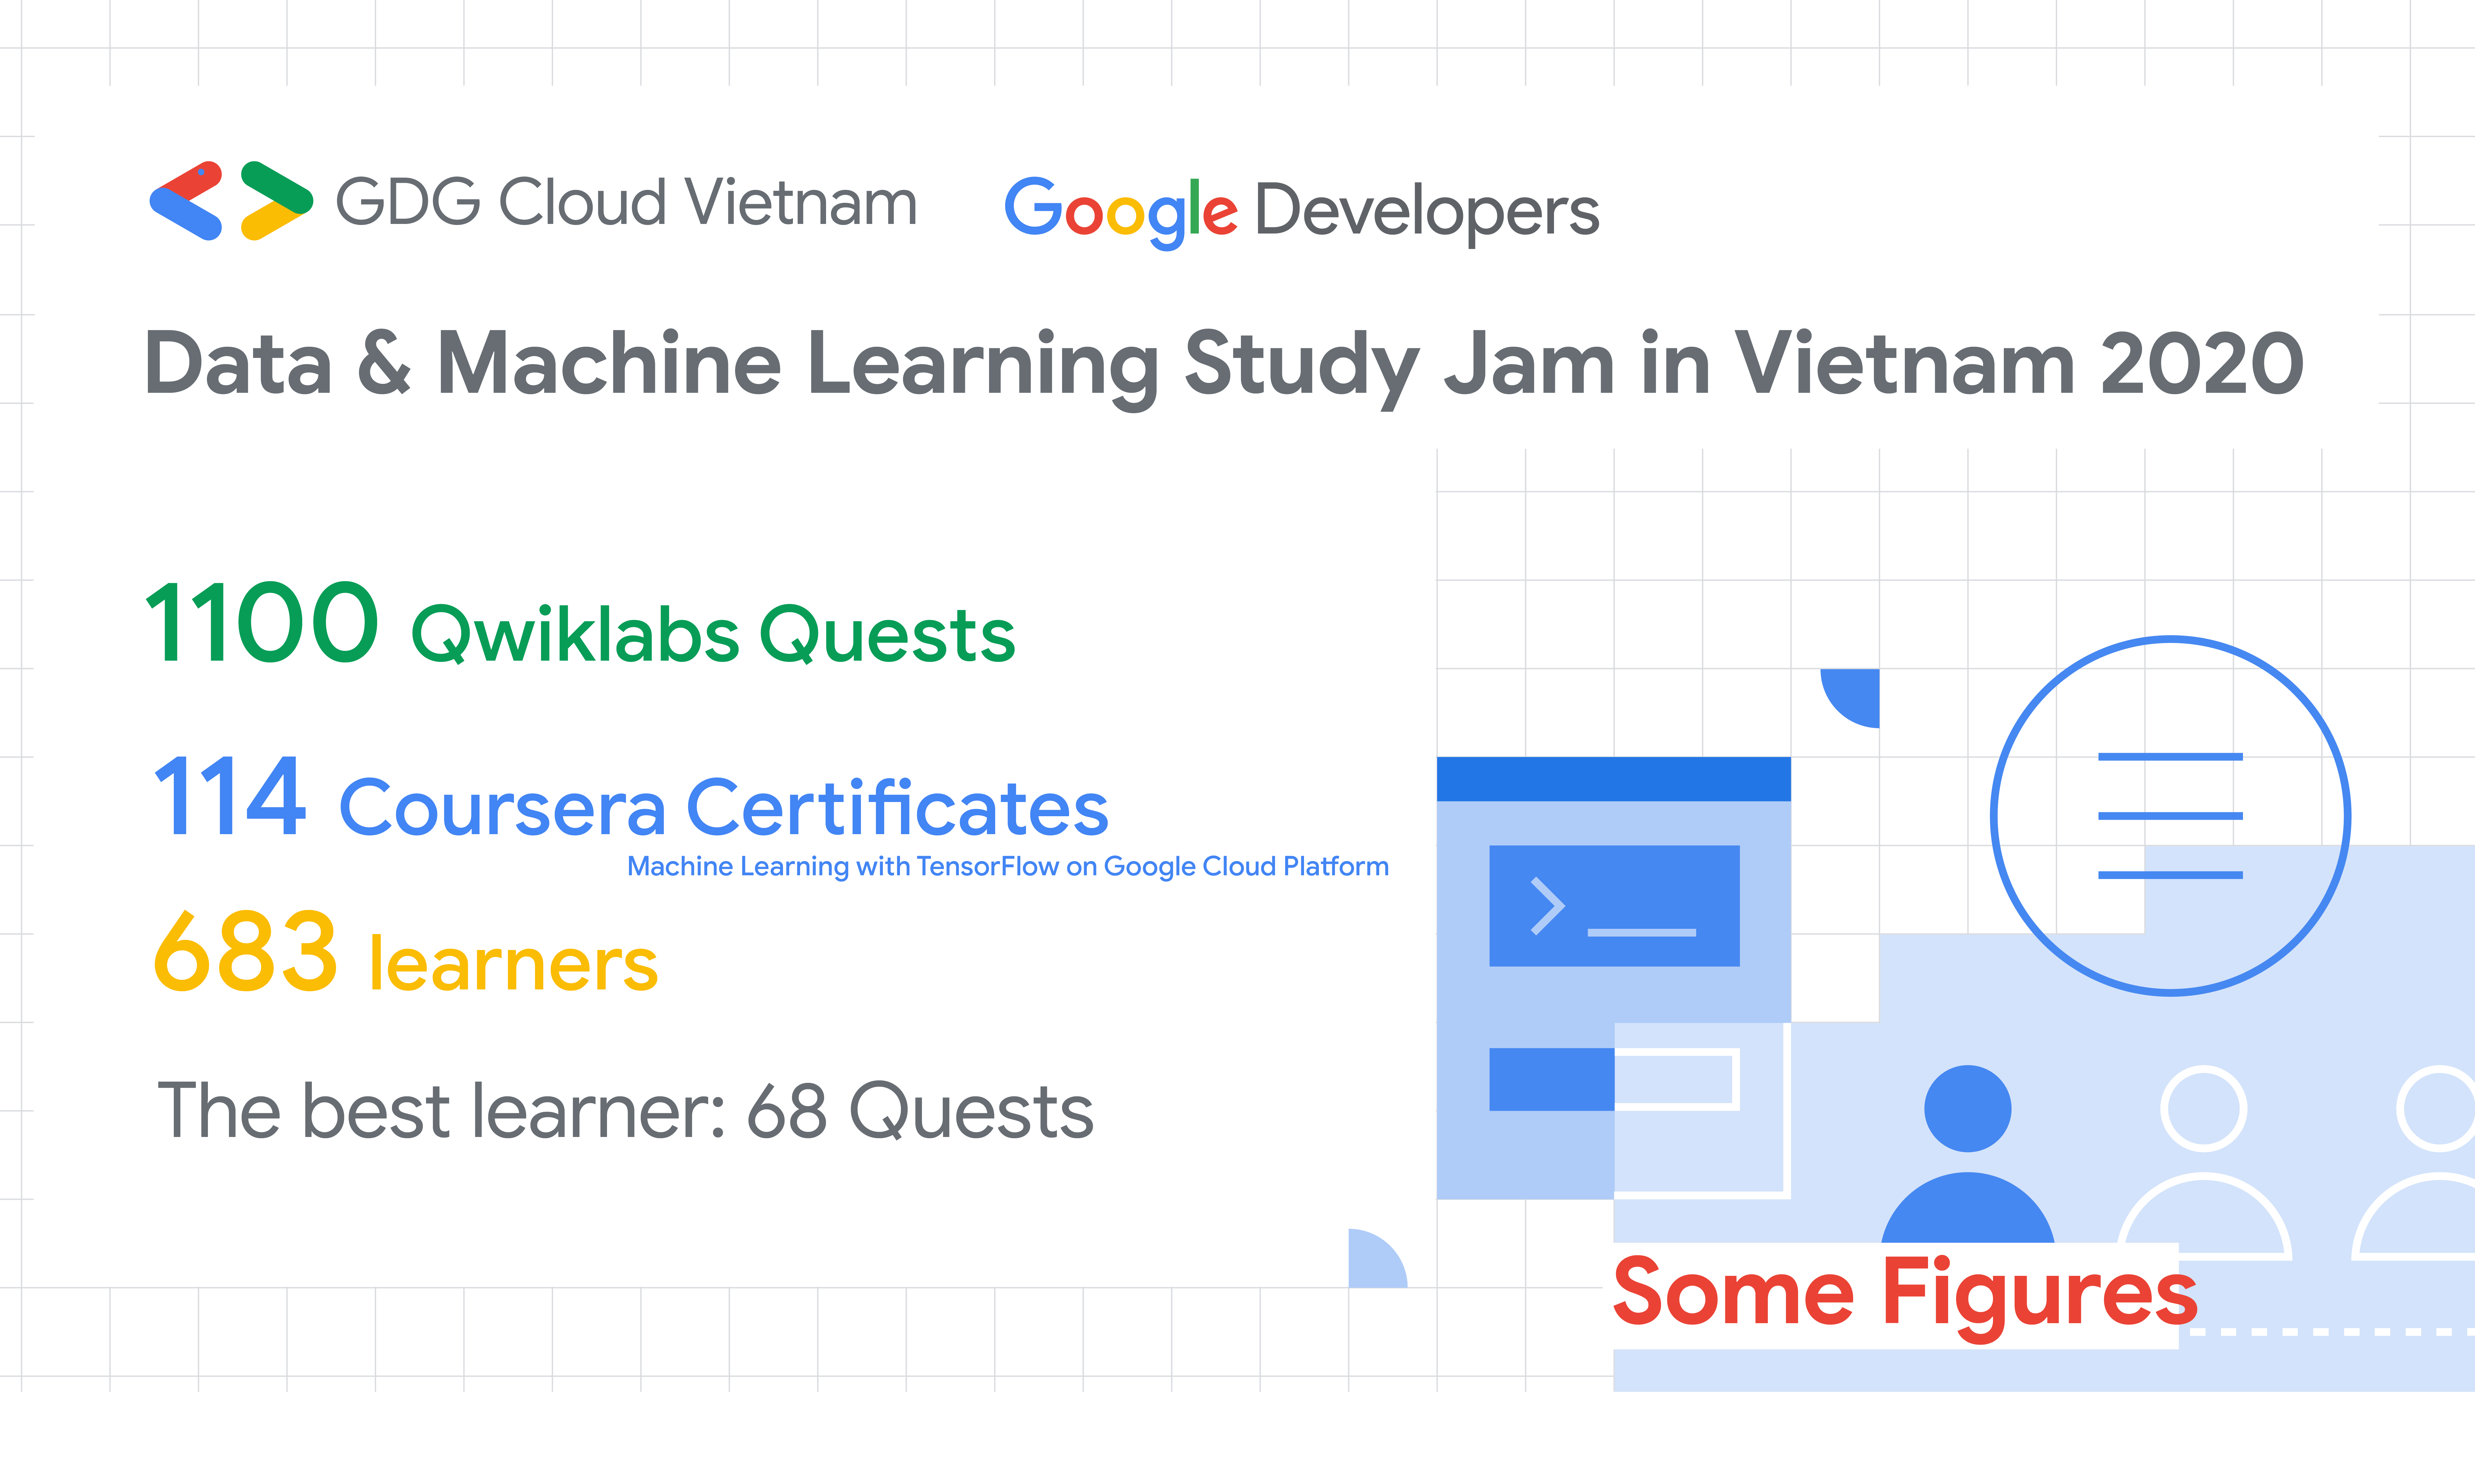 GDG Cloud Vietnam
Google Developers
Data & Machine Learning Study Jam in Vietnam 2020
1100 Qwiklabs Quests
114 Coursera Certificates
Machine Learning with TensorFlow on Google Cloud Platform
683 learners
The best learner: 68 Quests
Some Figures